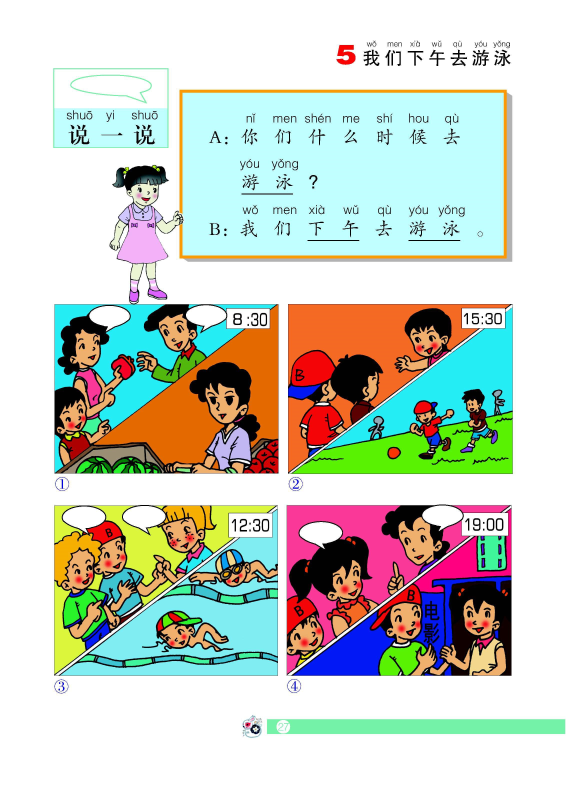 wǒ men xià wǔ qù yóu yǒng
5 我们下午去游泳
shuō yi shuō
说一说
nǐ men shén me shí hou qù
A：你们什么时候去
yóu yǒng
游泳？
wǒ men xià wǔ qù yóu yǒng
B：我们下午去游泳。
8:30
15:30
B
①
②
12:30
B
19:00
B
B
电影
③
④
27